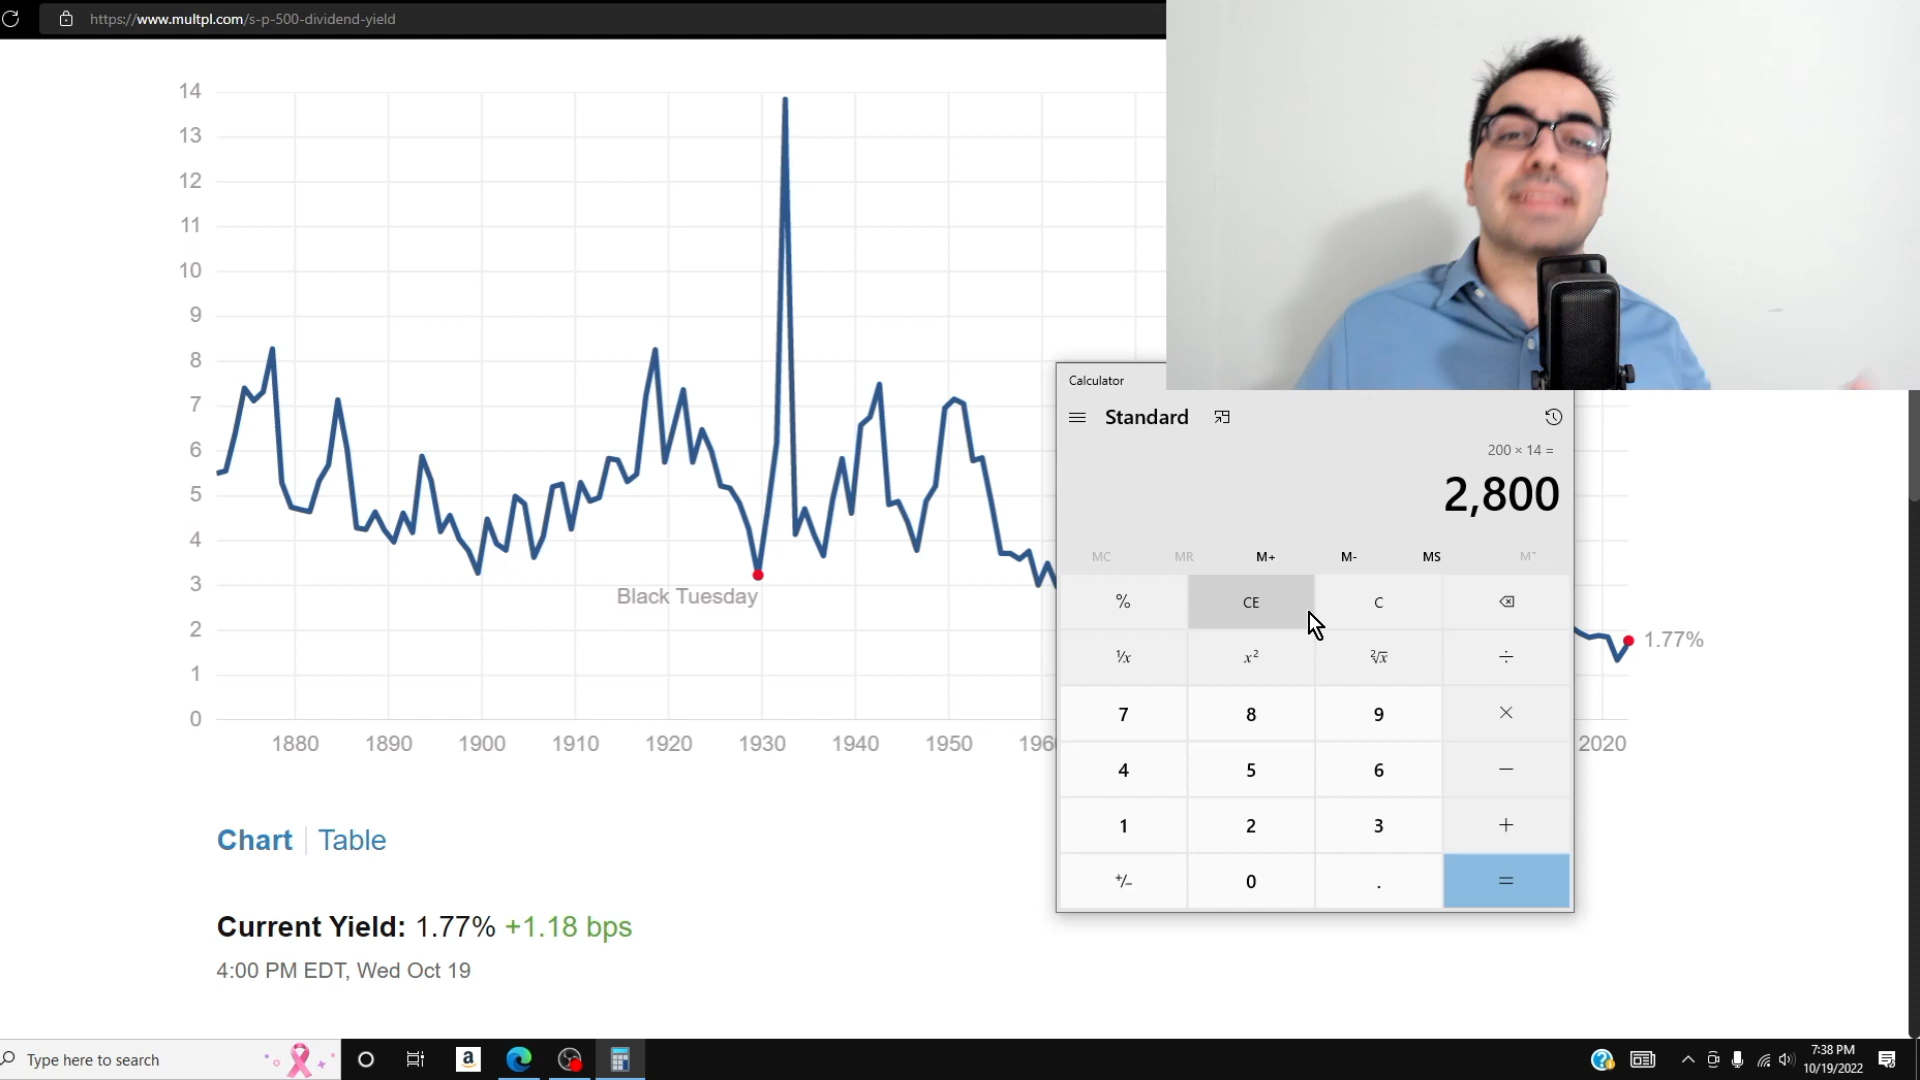 https://www.multpl.com/s-p-500-dividend-yield
14
13
12
11
10
9
8
7
6
5
4
3
2
1
0
Black Tuesday
1.77%
1880 1890 1900 1910 1920 1930 1940 1950 1960 2020
Chart | Table
Current Yield: 1.77% +1.18 bps
4:00 PM EDT, Wed Oct 19
Calculator
Standard
200 × 14 =
2,800
MC MR M+ M- MS M˅
% CE C
¹/x x² ²√x ÷
7 8 9 ×
4 5 6 −
1 2 3 +
+/− 0 . =
Type here to search
a
7:38 PM
10/19/2022